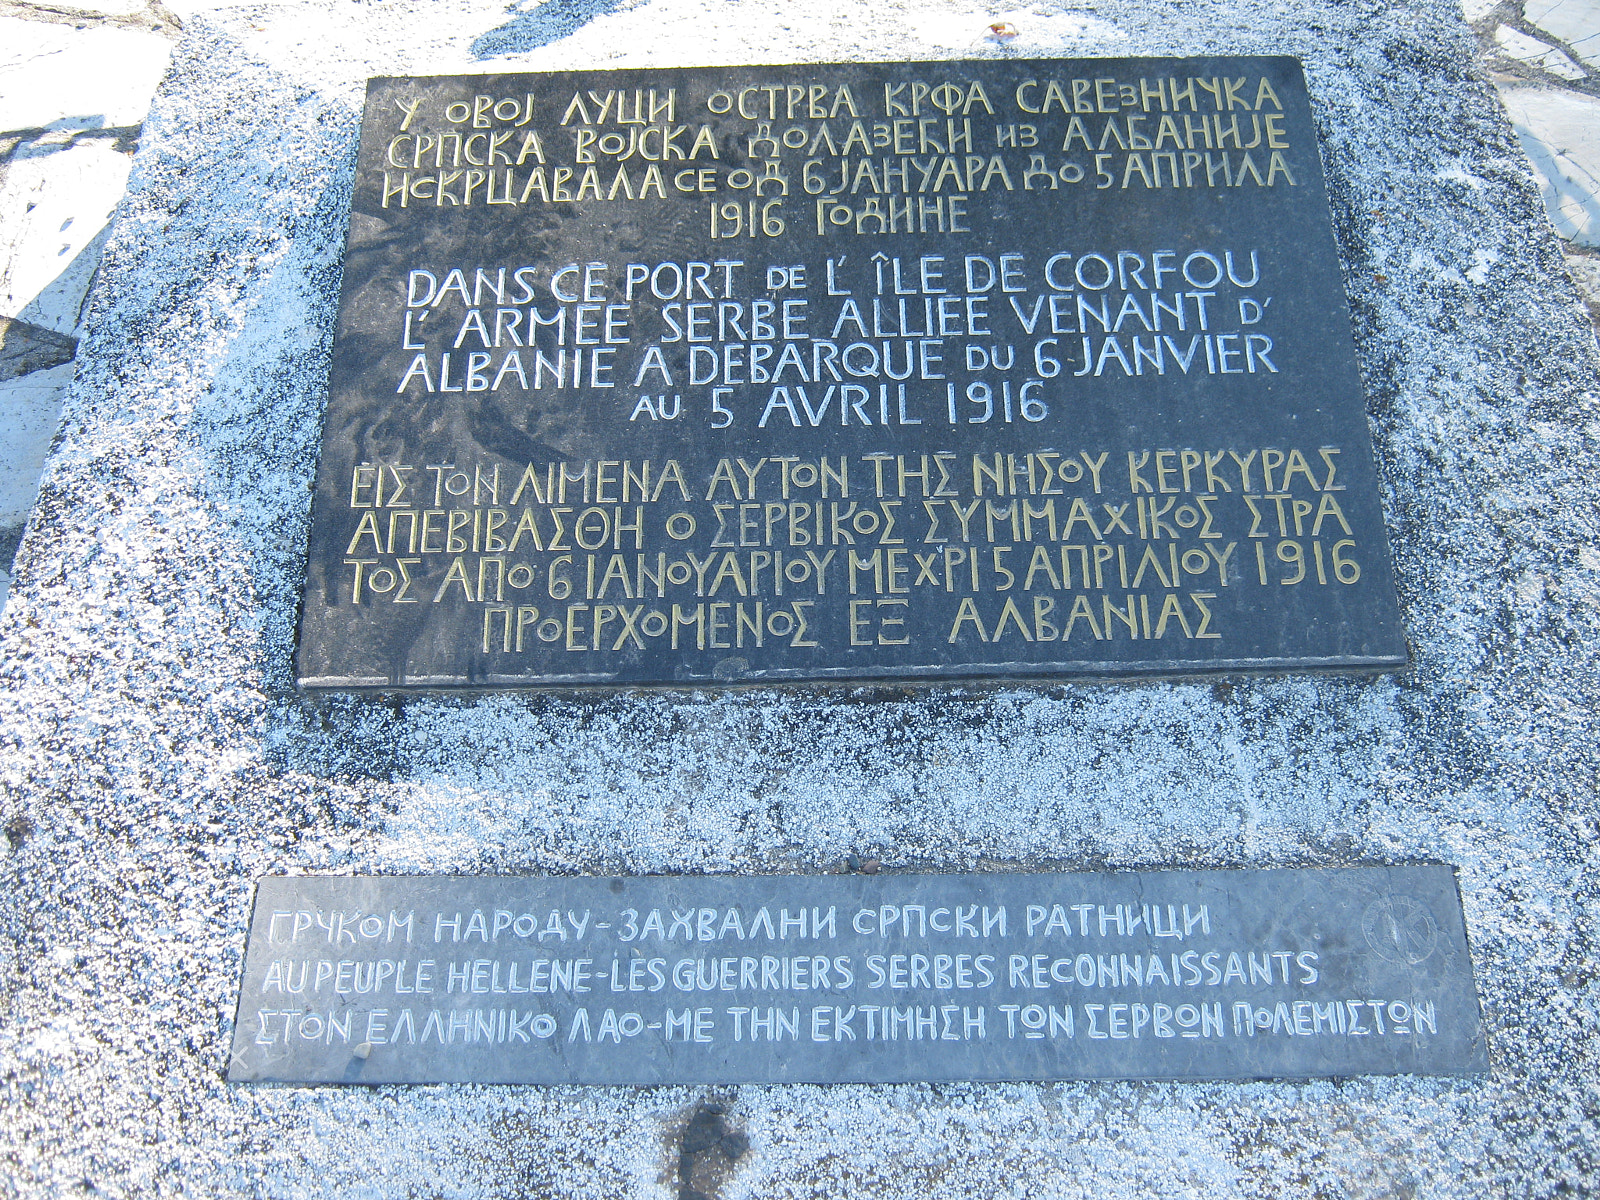 У ОВОЈ ЛУЦИ ОСТРВА КРФА САВЕЗНИЧКА
СРПСКА ВОЈСКА ДОЛАЗЕЋИ ИЗ АЛБАНИЈЕ
ИСКРЦАВАЛА СЕ ОД 6 ЈАНУАРА ДО 5 АПРИЛА
1916 ГОДИНЕ
DANS CE PORT DE L' ÎLE DE CORFOU
L' ARMEE SERBE ALLIEE VENANT D'
ALBANIE A DEBARQUE DU 6 JANVIER
AU 5 AVRIL 1916
ΕΙΣ ΤΟΝ ΛΙΜΕΝΑ ΑΥΤΟΝ ΤΗΣ ΝΗΣΟΥ ΚΕΡΚΥΡΑΣ
ΑΠΕΒΙΒΑΣΘΗ Ο ΣΕΡΒΙΚΟΣ ΣΥΜΜΑΧΙΚΟΣ ΣΤΡΑ
ΤΟΣ ΑΠΟ 6 ΙΑΝΟΥΑΡΙΟΥ ΜΕΧΡΙ 5 ΑΠΡΙΛΙΟΥ 1916
ΠΡΟΕΡΧΟΜΕΝΟΣ ΕΞ ΑΛΒΑΝΙΑΣ
ГРЧКОМ НАРОДУ-ЗАХВАЛНИ СРПСКИ РАТНИЦИ
AU PEUPLE HELLENE-LES GUERRIERS SERBES RECONNAISSANTS
ΣΤΟΝ ΕΛΛΗΝΙΚΟ ΛΑΟ-ΜΕ ΤΗΝ ΕΚΤΙΜΗΣΗ ΤΩΝ ΣΕΡΒΩΝ ΠΟΛΕΜΙΣΤΩΝ